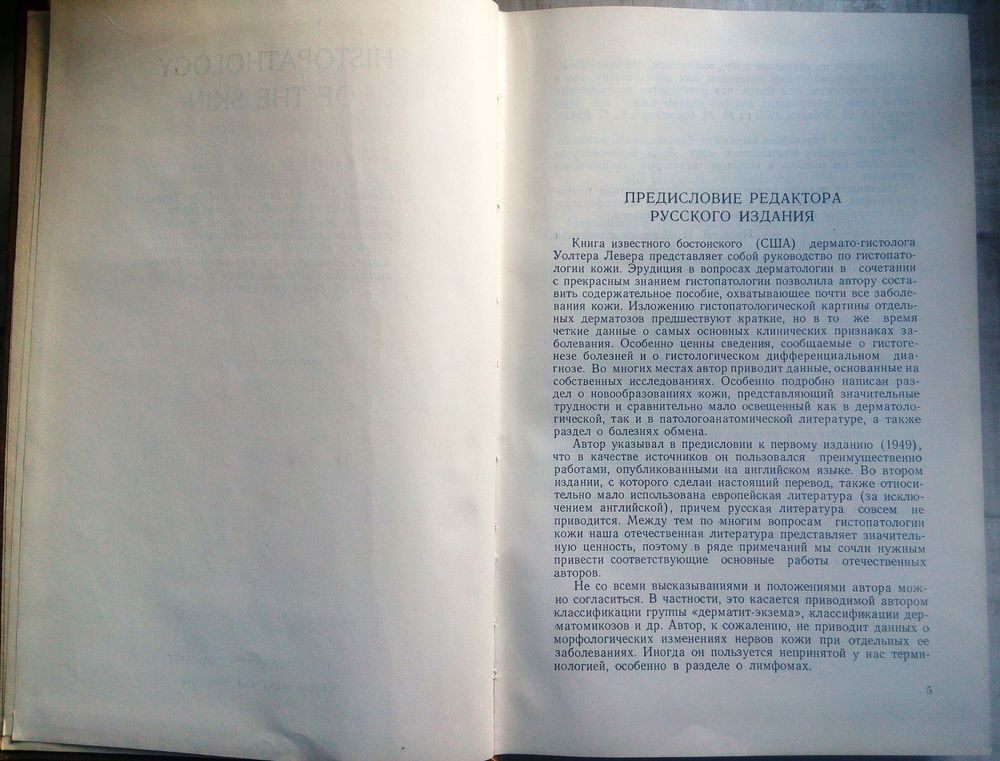 HISTOPATHOLOGY
OF THE SKIN
ПРЕДИСЛОВИЕ РЕДАКТОРА
РУССКОГО ИЗДАНИЯ
Книга известного бостонского (США) дермато-гистолога
Уолтера Левера представляет собой руководство по гистопато-
логии кожи. Эрудиция в вопросах дерматологии в сочетании
с прекрасным знанием гистопатологии позволила автору соста-
вить содержательное пособие, охватывающее почти все заболе-
вания кожи. Изложению гистопатологической картины отдель-
ных дерматозов предшествуют краткие, но в то же время
четкие данные о самых основных клинических признаках за-
болевания. Особенно ценны сведения, сообщаемые о гистоге-
незе болезней и о гистологическом дифференциальном диа-
гнозе. Во многих местах автор приводит данные, основанные на
собственных исследованиях. Особенно подробно написан раз-
дел о новообразованиях кожи, представляющий значительные
трудности и сравнительно мало освещенный как в дерматоло-
гической, так и в патологоанатомической литературе, а также
раздел о болезнях обмена.
Автор указывал в предисловии к первому изданию (1949),
что в качестве источников он пользовался преимущественно
работами, опубликованными на английском языке. Во втором
издании, с которого сделан настоящий перевод, также относи-
тельно мало использована европейская литература (за исклю-
чением английской), причем русская литература совсем не
приводится. Между тем по многим вопросам гистопатологии
кожи наша отечественная литература представляет значитель-
ную ценность, поэтому в ряде примечаний мы сочли нужным
привести соответствующие основные работы отечественных
авторов.
Не со всеми высказываниями и положениями автора мож-
но согласиться. В частности, это касается приводимой автором
классификации группы «дерматит-экзема», классификации дер-
матомикозов и др. Автор, к сожалению, не приводит данных о
морфологических изменениях нервов кожи при отдельных ее
заболеваниях. Иногда он пользуется непринятой у нас терми-
нологией, особенно в разделе о лимфомах.
5